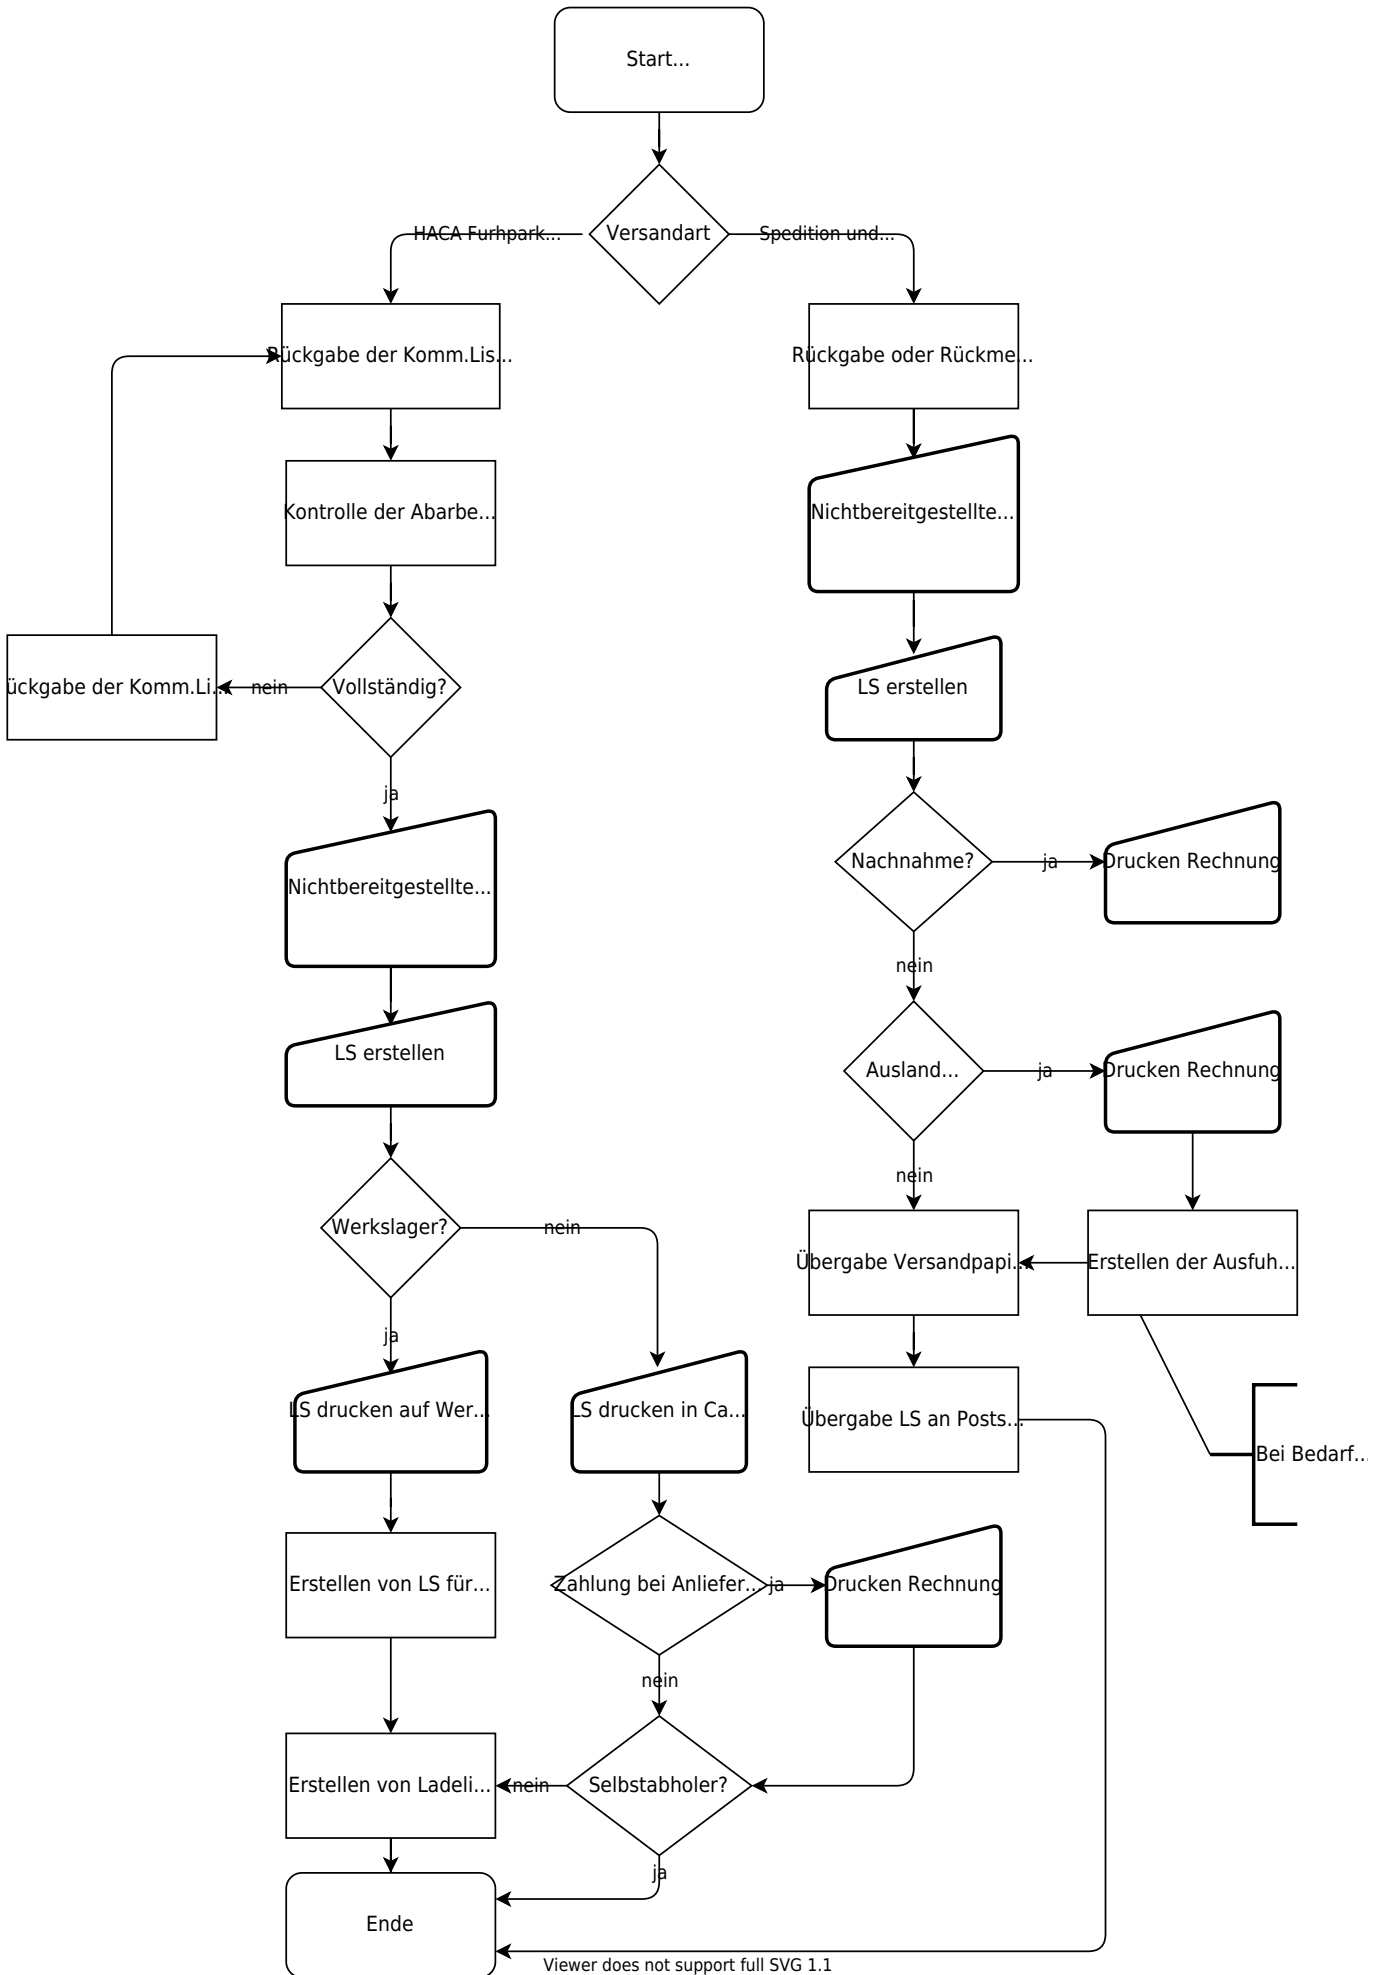 Start...
Versandart
HACA Furhpark...
Spedition und...
Rückgabe der Komm.Lis...
Rückgabe oder Rückme...
Kontrolle der Abarbe...
Nichtbereitgestellte...
Vollständig?
nein
ückgabe der Komm.Li...
LS erstellen
ja
Nichtbereitgestellte...
Nachnahme?
ja
Drucken Rechnung
nein
LS erstellen
Ausland...
ja
Drucken Rechnung
nein
Werkslager?
nein
Übergabe Versandpapi...
Erstellen der Ausfuh...
ja
LS drucken auf Wer...
LS drucken in Ca...
Übergabe LS an Posts...
Bei Bedarf...
Erstellen von LS für...
Zahlung bei Anliefer...
ja
Drucken Rechnung
nein
Erstellen von Ladeli...
nein
Selbstabholer?
ja
Ende
Viewer does not support full SVG 1.1